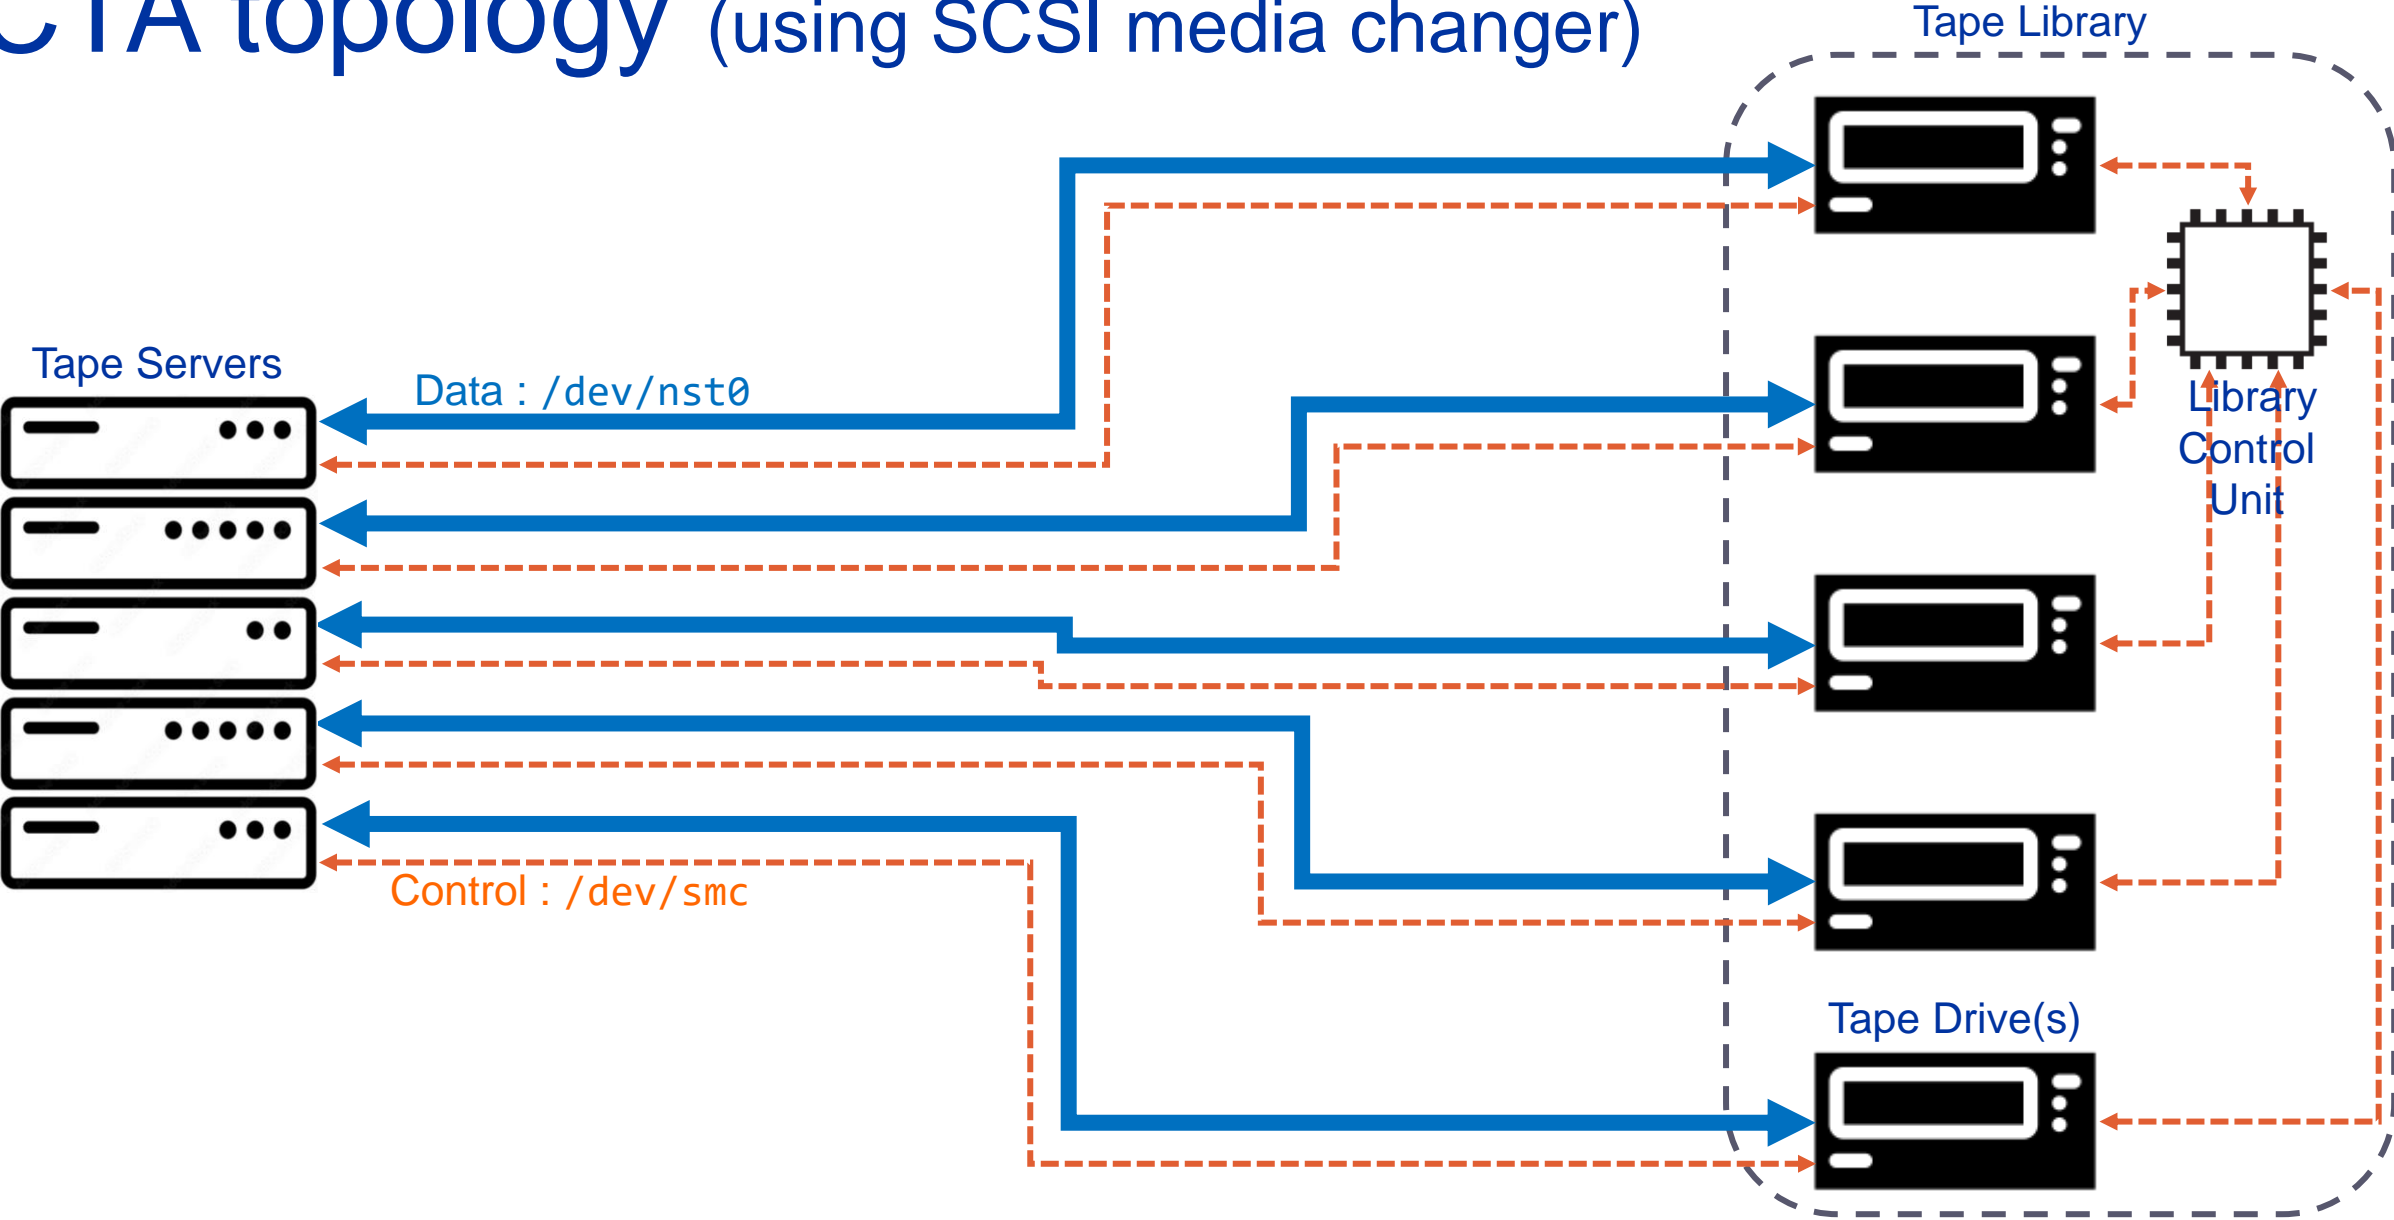 CTA topology (using SCSI media changer)
Tape Library
Tape Servers
Data : /dev/nst0
Library
Control
Unit
Control : /dev/smc
Tape Drive(s)